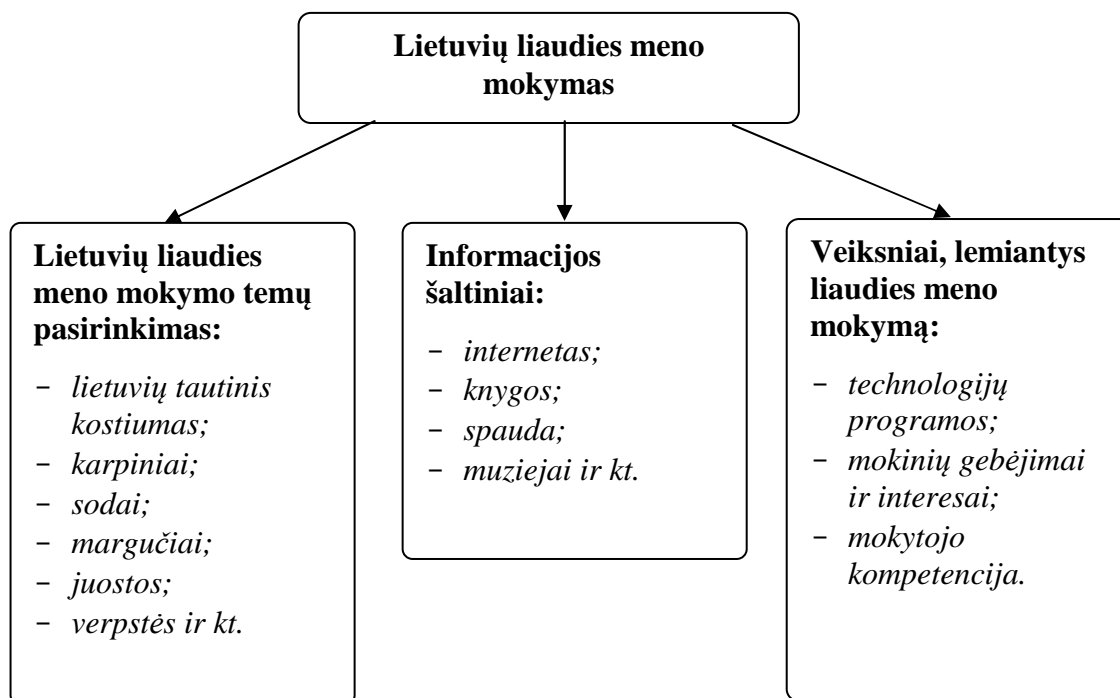 Lietuvių liaudies meno
mokymas
Lietuvių liaudies
meno mokymo temų
pasirinkimas:
− lietuvių tautinis
kostiumas;
− karpiniai;
− sodai;
− margučiai;
− juostos;
− verpstės ir kt.
Informacijos
šaltiniai:
− internetas;
− knygos;
− spauda;
− muziejai ir kt.
Veiksniai, lemiantys
liaudies meno
mokymą:
− technologijų
programos;
− mokinių gebėjimai
ir interesai;
− mokytojo
kompetencija.